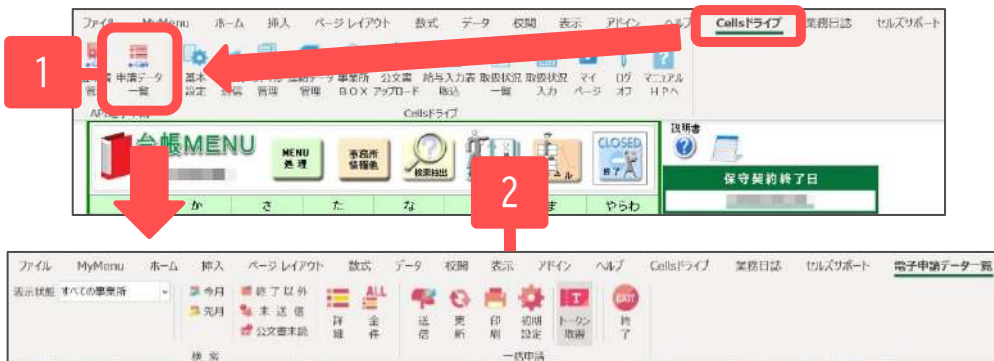 ファイル MyMenu ホーム 挿入 ページ レイアウト 数式 データ 校閲 表示 アドイン ヘルプ Cellsドライブ 業務日誌 セルズサポート
1
申請データ 基本 データ 事業所 公文書 給与入力表 取扱状況 取扱状況 マイ ログ マニュアル
管理 一覧 設定 管理 管理 BOX アップロード 取込 一覧 入力 ページ オフ HPへ
Cellsドライブ
台帳MENU MENU 処理 事務所 情報他 検索抽出 CLOSED 終了 説明書
保守契約終了日
2
か さ た な ま やらわ
ファイル MyMenu ホーム 挿入 ページ レイアウト 数式 データ 校閲 表示 アドイン ヘルプ Cellsドライブ 業務日誌 セルズサポート 電子申請データ一覧
表示状態 すべての事業所 今月 終了以外 ALL EXIT
先月 未送信 詳細 全件 送信 更新 印刷 初期設定 トークン取得 終了
公文書未読
検索 一括申請